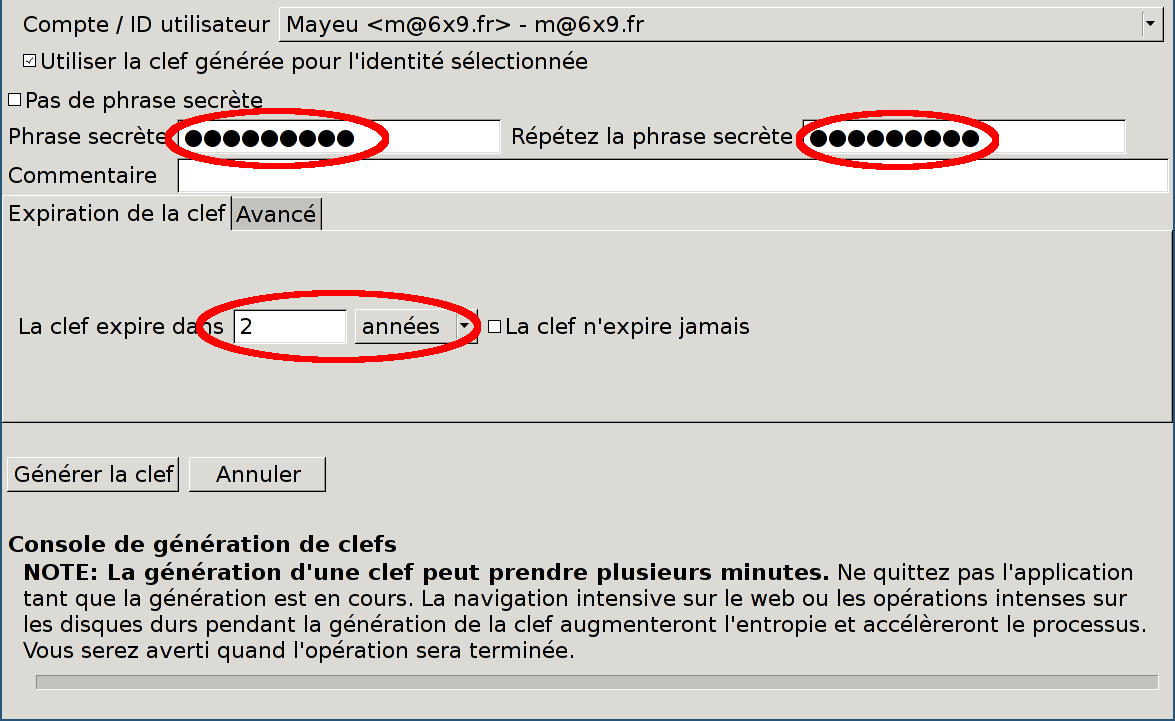 Compte / ID utilisateur Mayeu <m@6x9.fr> - m@6x9.fr
Utiliser la clef générée pour l'identité sélectionnée
Pas de phrase secrète
Phrase secrète ●●●●●●●●● Répétez la phrase secrète ●●●●●●●●●
Commentaire
Expiration de la clef Avancé
La clef expire dans 2 années La clef n'expire jamais
Générer la clef Annuler
Console de génération de clefs
NOTE: La génération d'une clef peut prendre plusieurs minutes. Ne quittez pas l'application
tant que la génération est en cours. La navigation intensive sur le web ou les opérations intenses sur
les disques durs pendant la génération de la clef augmenteront l'entropie et accélèreront le processus.
Vous serez averti quand l'opération sera terminée.